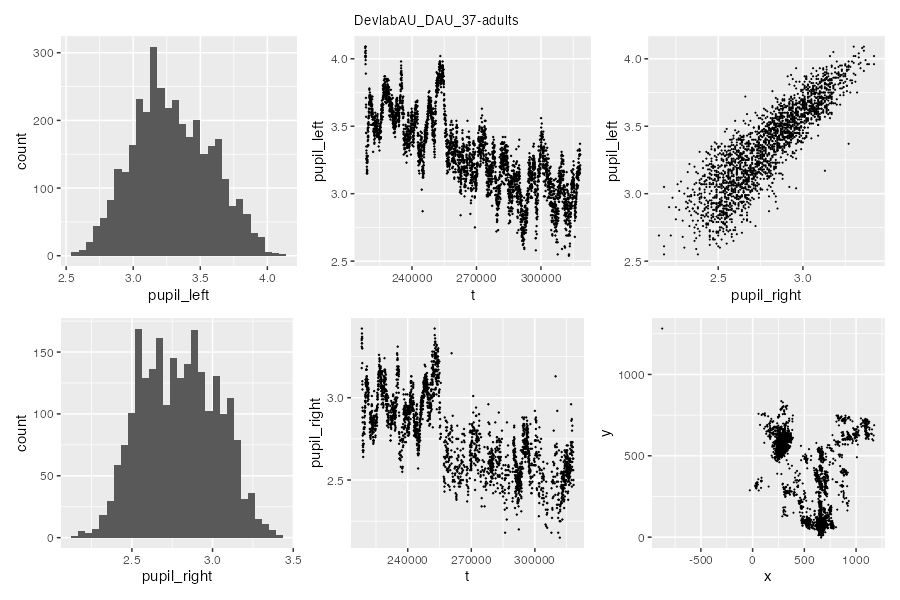 DevlabAU_DAU_37-adults
300
200
100
0
count
2.5 3.0 3.5 4.0
pupil_left
4.0
3.5
3.0
2.5
pupil_left
240000 270000 300000
t
4.0
3.5
3.0
2.5
pupil_left
2.5 3.0
pupil_right
150
100
50
0
count
2.5 3.0 3.5
pupil_right
3.0
2.5
pupil_right
240000 270000 300000
t
1000
500
0
y
-500 0 500 1000
x